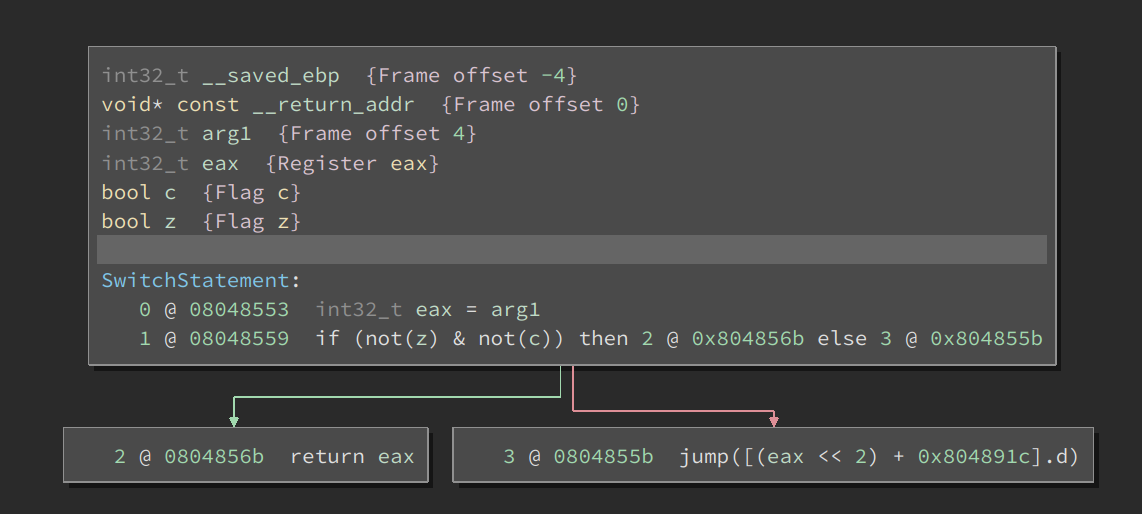 int32_t __saved_ebp  {Frame offset -4}
void* const __return_addr  {Frame offset 0}
int32_t arg1  {Frame offset 4}
int32_t eax  {Register eax}
bool c  {Flag c}
bool z  {Flag z}
SwitchStatement:
0 @ 08048553  int32_t eax = arg1
1 @ 08048559  if (not(z) & not(c)) then 2 @ 0x804856b else 3 @ 0x804855b
2 @ 0804856b  return eax
3 @ 0804855b  jump([(eax << 2) + 0x804891c].d)